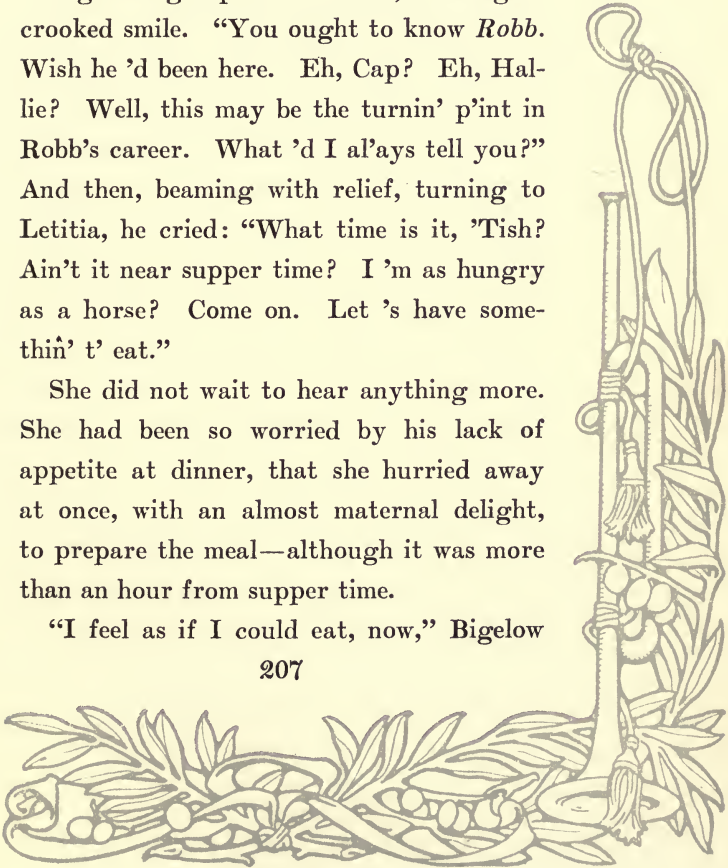 crooked smile. “You ought to know Robb.
Wish he ’d been here. Eh, Cap? Eh, Hal-
lie? Well, this may be the turnin’ p’int in
Robb’s career. What ’d I al’ays tell you?”
And then, beaming with relief, turning to
Letitia, he cried: “What time is it, ’Tish?
Ain’t it near supper time? I ’m as hungry
as a horse? Come on. Let ’s have some-
thin’ t’ eat.”
She did not wait to hear anything more.
She had been so worried by his lack of
appetite at dinner, that she hurried away
at once, with an almost maternal delight,
to prepare the meal—although it was more
than an hour from supper time.
“I feel as if I could eat, now,” Bigelow
207